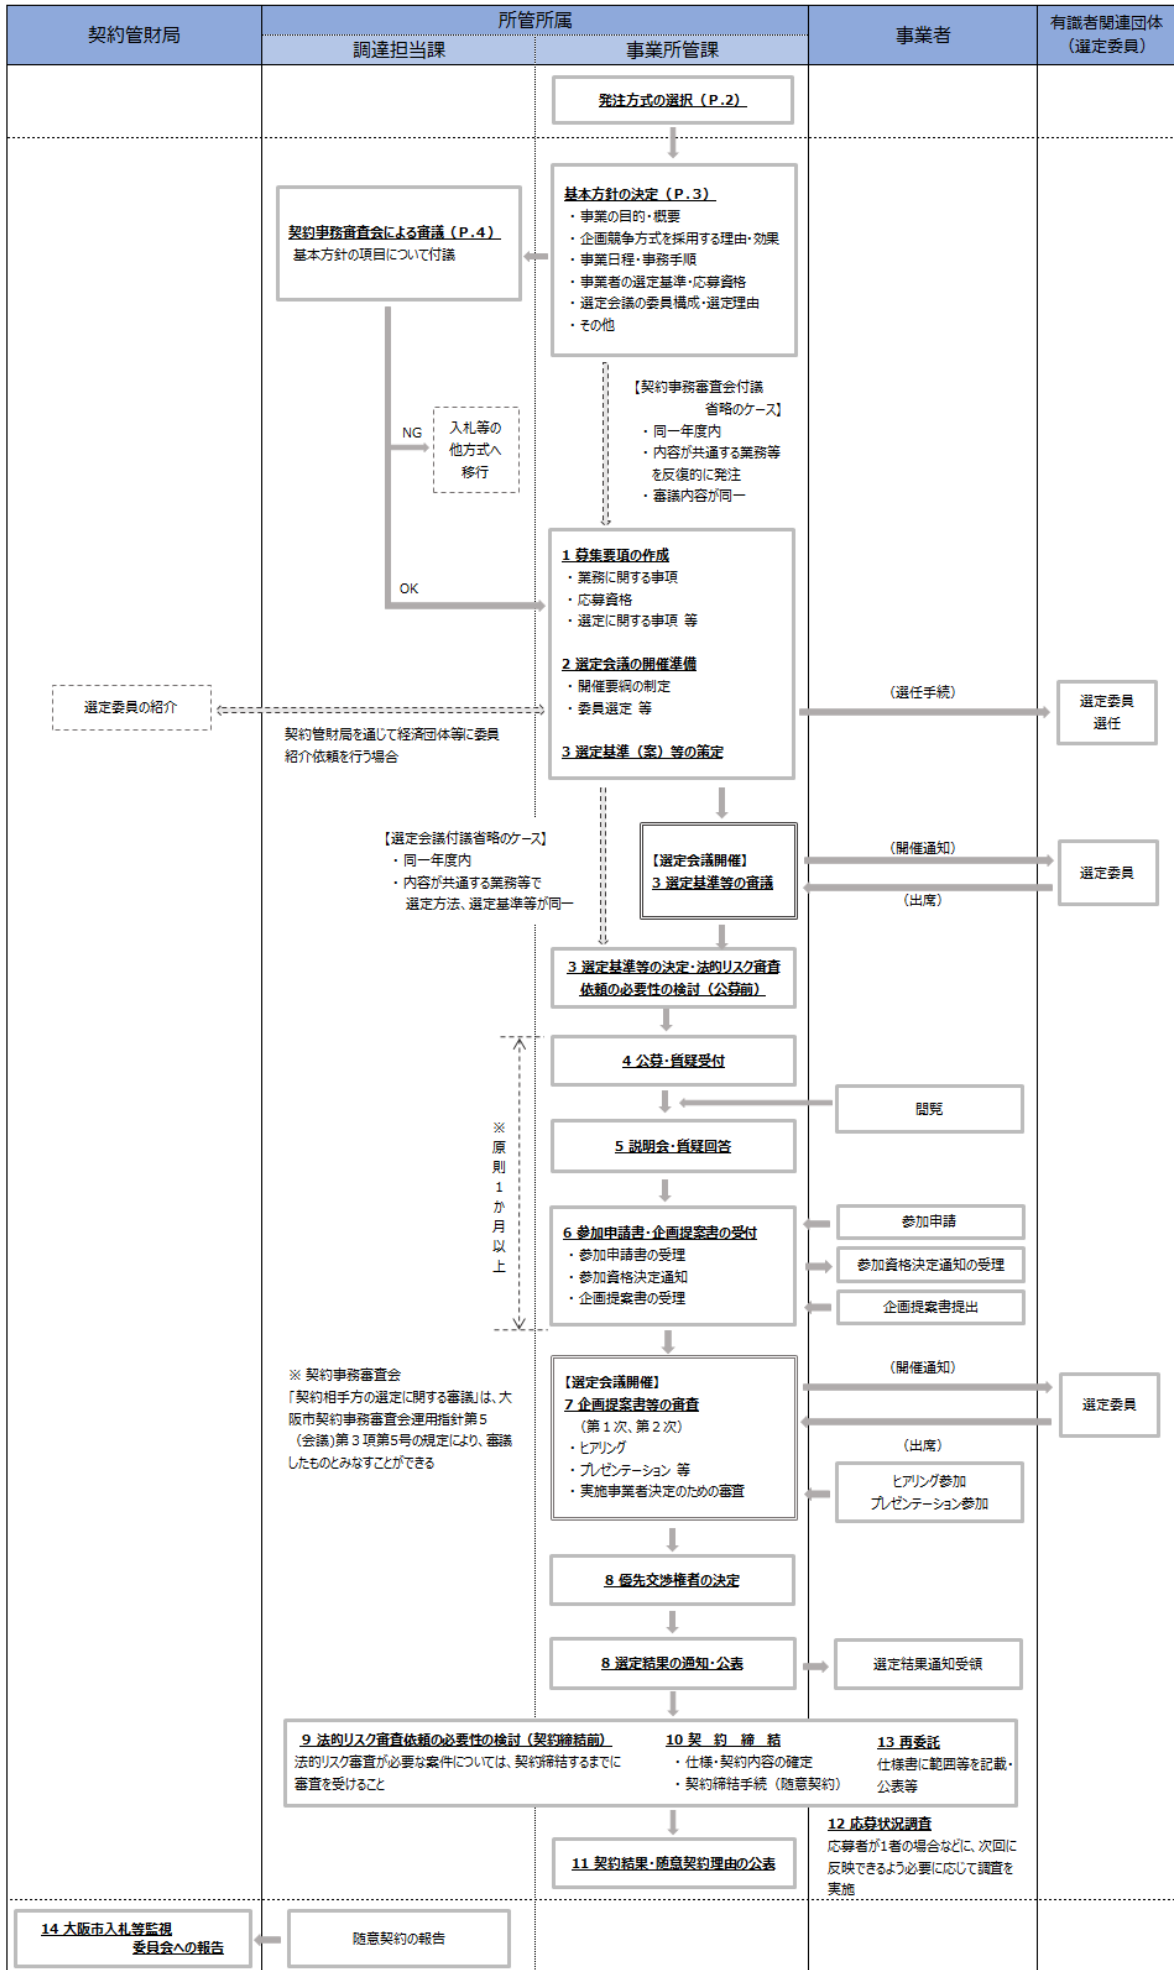 契約管財局
所管所属
調達担当課
事業所管課
事業者
有識者関連団体
（選定委員）
発注方式の選択（P.2）
基本方針の決定（P.3）
・事業の目的・概要
・企画競争方式を採用する理由・効果
・事業日程・事務手順
・事業者の選定基準・応募資格
・選定会議の委員構成・選定理由
・その他
契約事務審査会による審議（P.4）
基本方針の項目について付議
【契約事務審査会付議
省略のケース】
・同一年度内
・内容が共通する業務等
を反復的に発注
・審議内容が同一
NG
入札等の
他方式へ
移行
OK
1 募集要項の作成
・業務に関する事項
・応募資格
・選定に関する事項 等
2 選定会議の開催準備
・開催要綱の制定
・委員選定 等
3 選定基準（案）等の策定
選定委員の紹介
契約管財局を通じて経済団体等に委員
紹介依頼を行う場合
（選任手続）
選定委員
選任
【選定会議付議省略のケース】
・同一年度内
・内容が共通する業務等で
選定方法、選定基準等が同一
【選定会議開催】
3 選定基準等の審議
（開催通知）
（出席）
選定委員
3 選定基準等の決定・法的リスク審査
依頼の必要性の検討（公募前）
4 公募・質疑受付
閲覧
5 説明会・質疑回答
※原則1か月以上
6 参加申請書・企画提案書の受付
・参加申請書の受理
・参加資格決定通知
・企画提案書の受理
参加申請
参加資格決定通知の受理
企画提案書提出
※ 契約事務審査会
「契約相手方の選定に関する審議」は、大
阪市契約事務審査会運用指針第5
（会議)第3項第5号の規定により、審議
したものとみなすことができる
【選定会議開催】
7 企画提案書等の審査
（第1次、第2次）
・ヒアリング
・プレゼンテーション 等
・実施事業者決定のための審査
（開催通知）
（出席）
選定委員
ヒアリング参加
プレゼンテーション参加
8 優先交渉権者の決定
8 選定結果の通知・公表
選定結果通知受領
9 法的リスク審査依頼の必要性の検討（契約締結前）
法的リスク審査が必要な案件については、契約締結するまでに
審査を受けること
10 契 約 締 結
・仕様・契約内容の確定
・契約締結手続（随意契約）
13 再委託
仕様書に範囲等を記載・
公表等
11 契約結果・随意契約理由の公表
12 応募状況調査
応募者が1者の場合などに、次回に
反映できるよう必要に応じて調査を
実施
14 大阪市入札等監視
委員会への報告
随意契約の報告